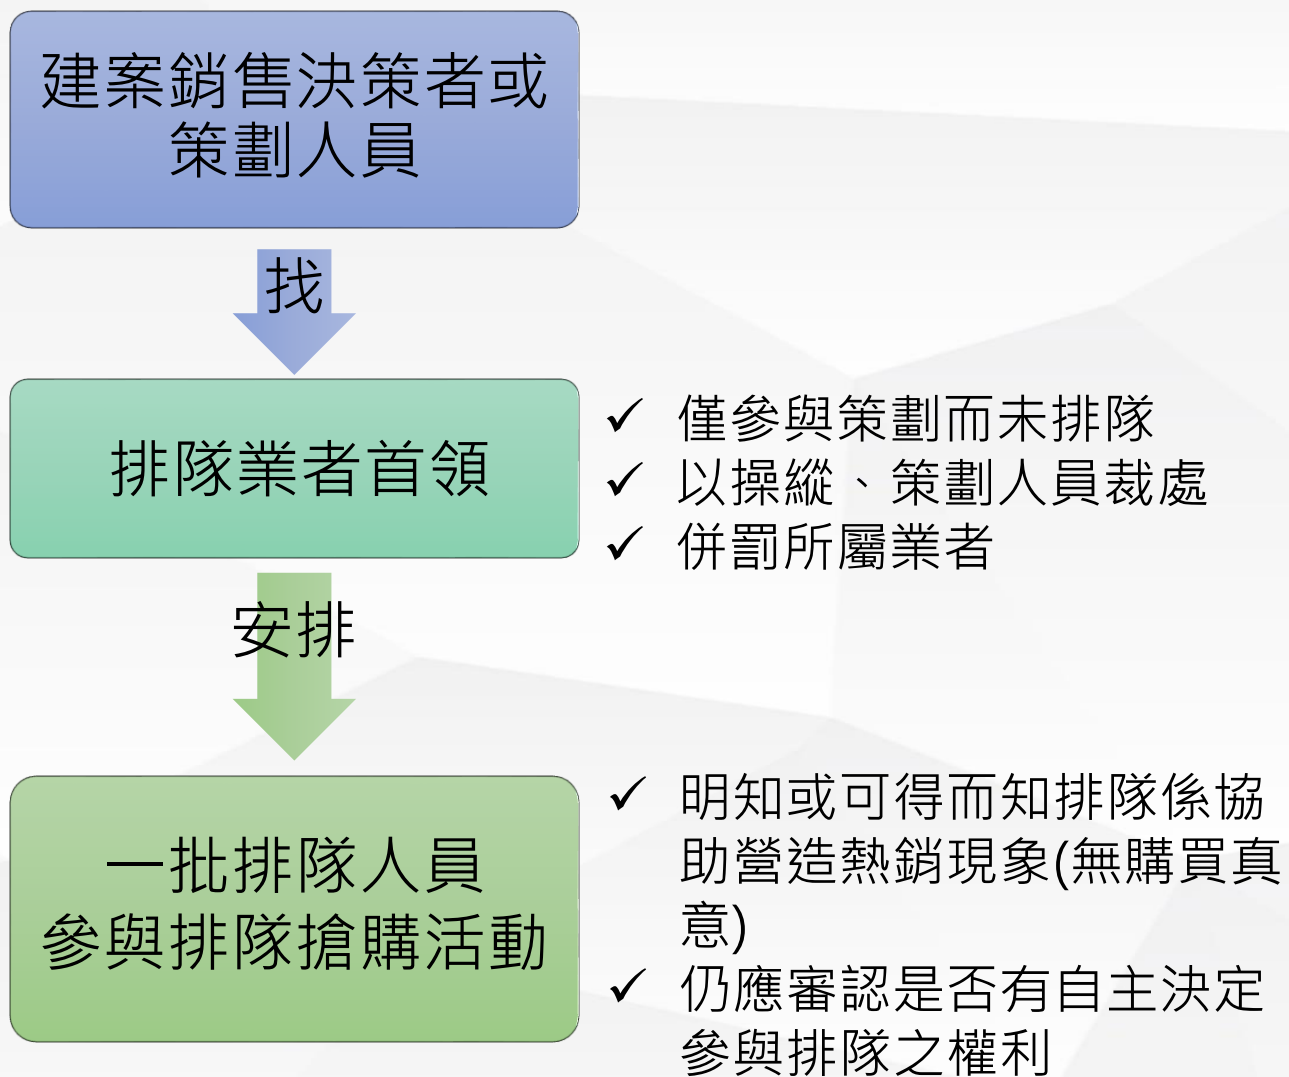 建案銷售決策者或
策劃人員
找
排隊業者首領
✓ 僅參與策劃而未排隊
✓ 以操縱、策劃人員裁處
✓ 併罰所屬業者
安排
一批排隊人員
參與排隊搶購活動
✓ 明知或可得而知排隊係協
助營造熱銷現象(無購買真
意)
✓ 仍應審認是否有自主決定
參與排隊之權利